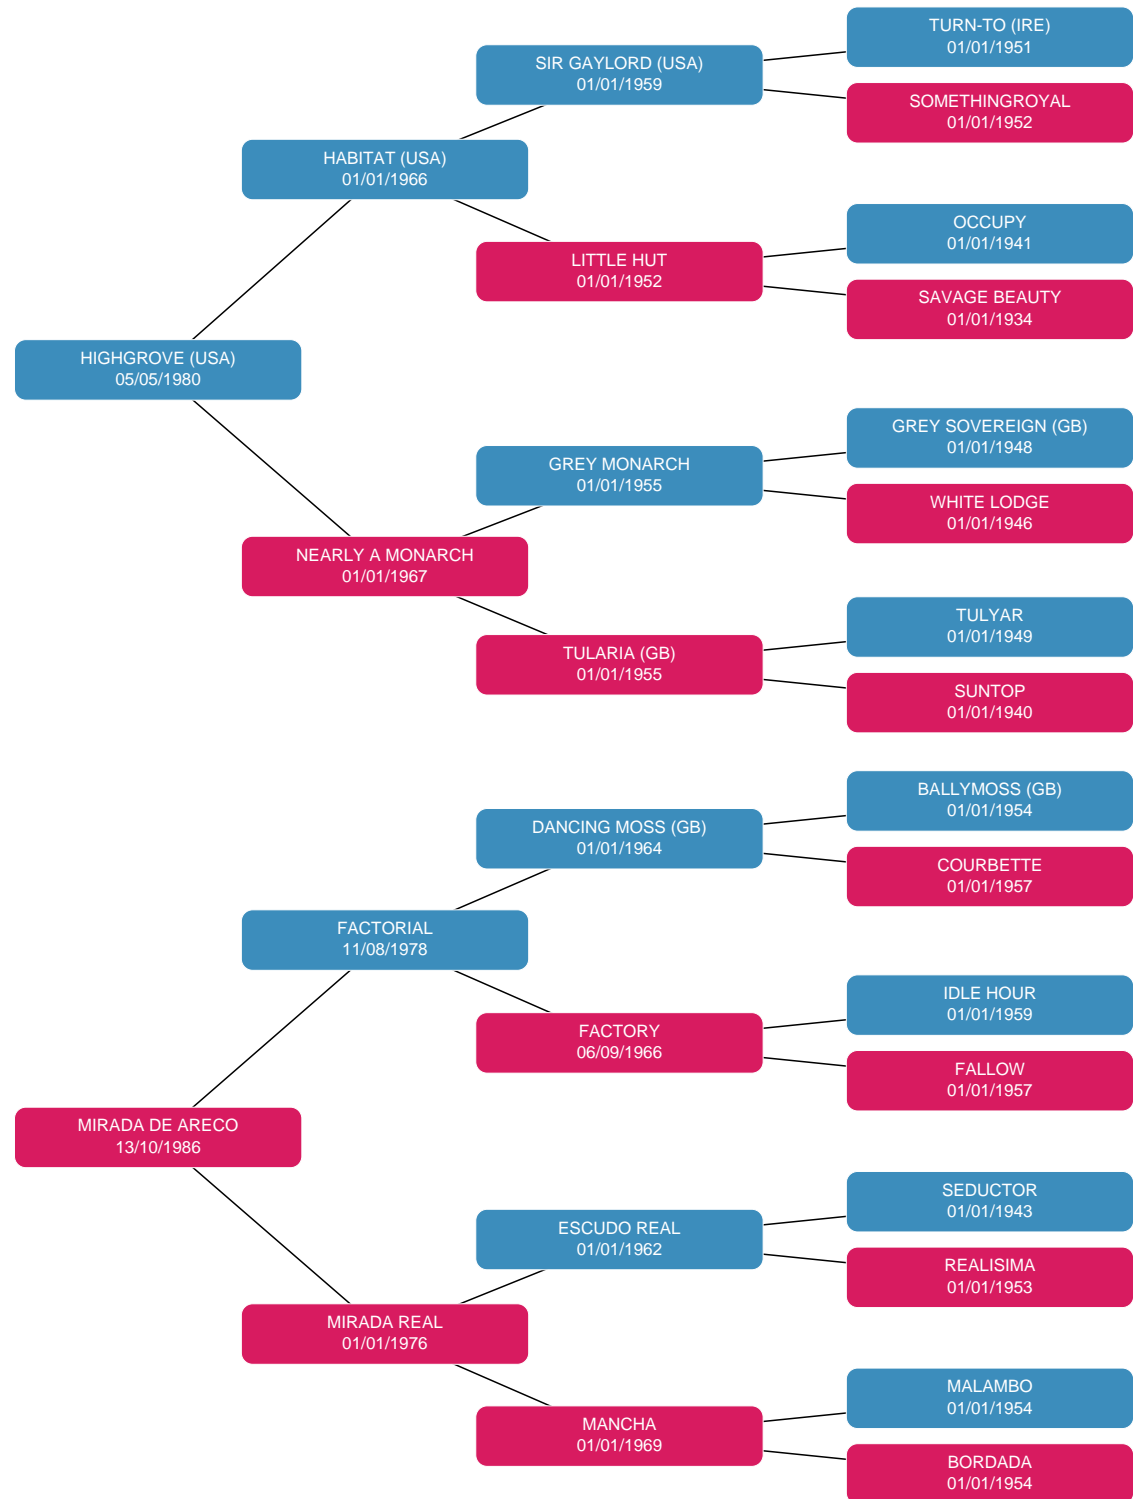 TURN-TO (IRE)
01/01/1951
SIR GAYLORD (USA)
01/01/1959
SOMETHINGROYAL
01/01/1952
HABITAT (USA)
01/01/1966
OCCUPY
01/01/1941
LITTLE HUT
01/01/1952
SAVAGE BEAUTY
01/01/1934
HIGHGROVE (USA)
05/05/1980
GREY SOVEREIGN (GB)
01/01/1948
GREY MONARCH
01/01/1955
WHITE LODGE
01/01/1946
NEARLY A MONARCH
01/01/1967
TULYAR
01/01/1949
TULARIA (GB)
01/01/1955
SUNTOP
01/01/1940
BALLYMOSS (GB)
01/01/1954
DANCING MOSS (GB)
01/01/1964
COURBETTE
01/01/1957
FACTORIAL
11/08/1978
IDLE HOUR
01/01/1959
FACTORY
06/09/1966
FALLOW
01/01/1957
MIRADA DE ARECO
13/10/1986
SEDUCTOR
01/01/1943
ESCUDO REAL
01/01/1962
REALISIMA
01/01/1953
MIRADA REAL
01/01/1976
MALAMBO
01/01/1954
MANCHA
01/01/1969
BORDADA
01/01/1954